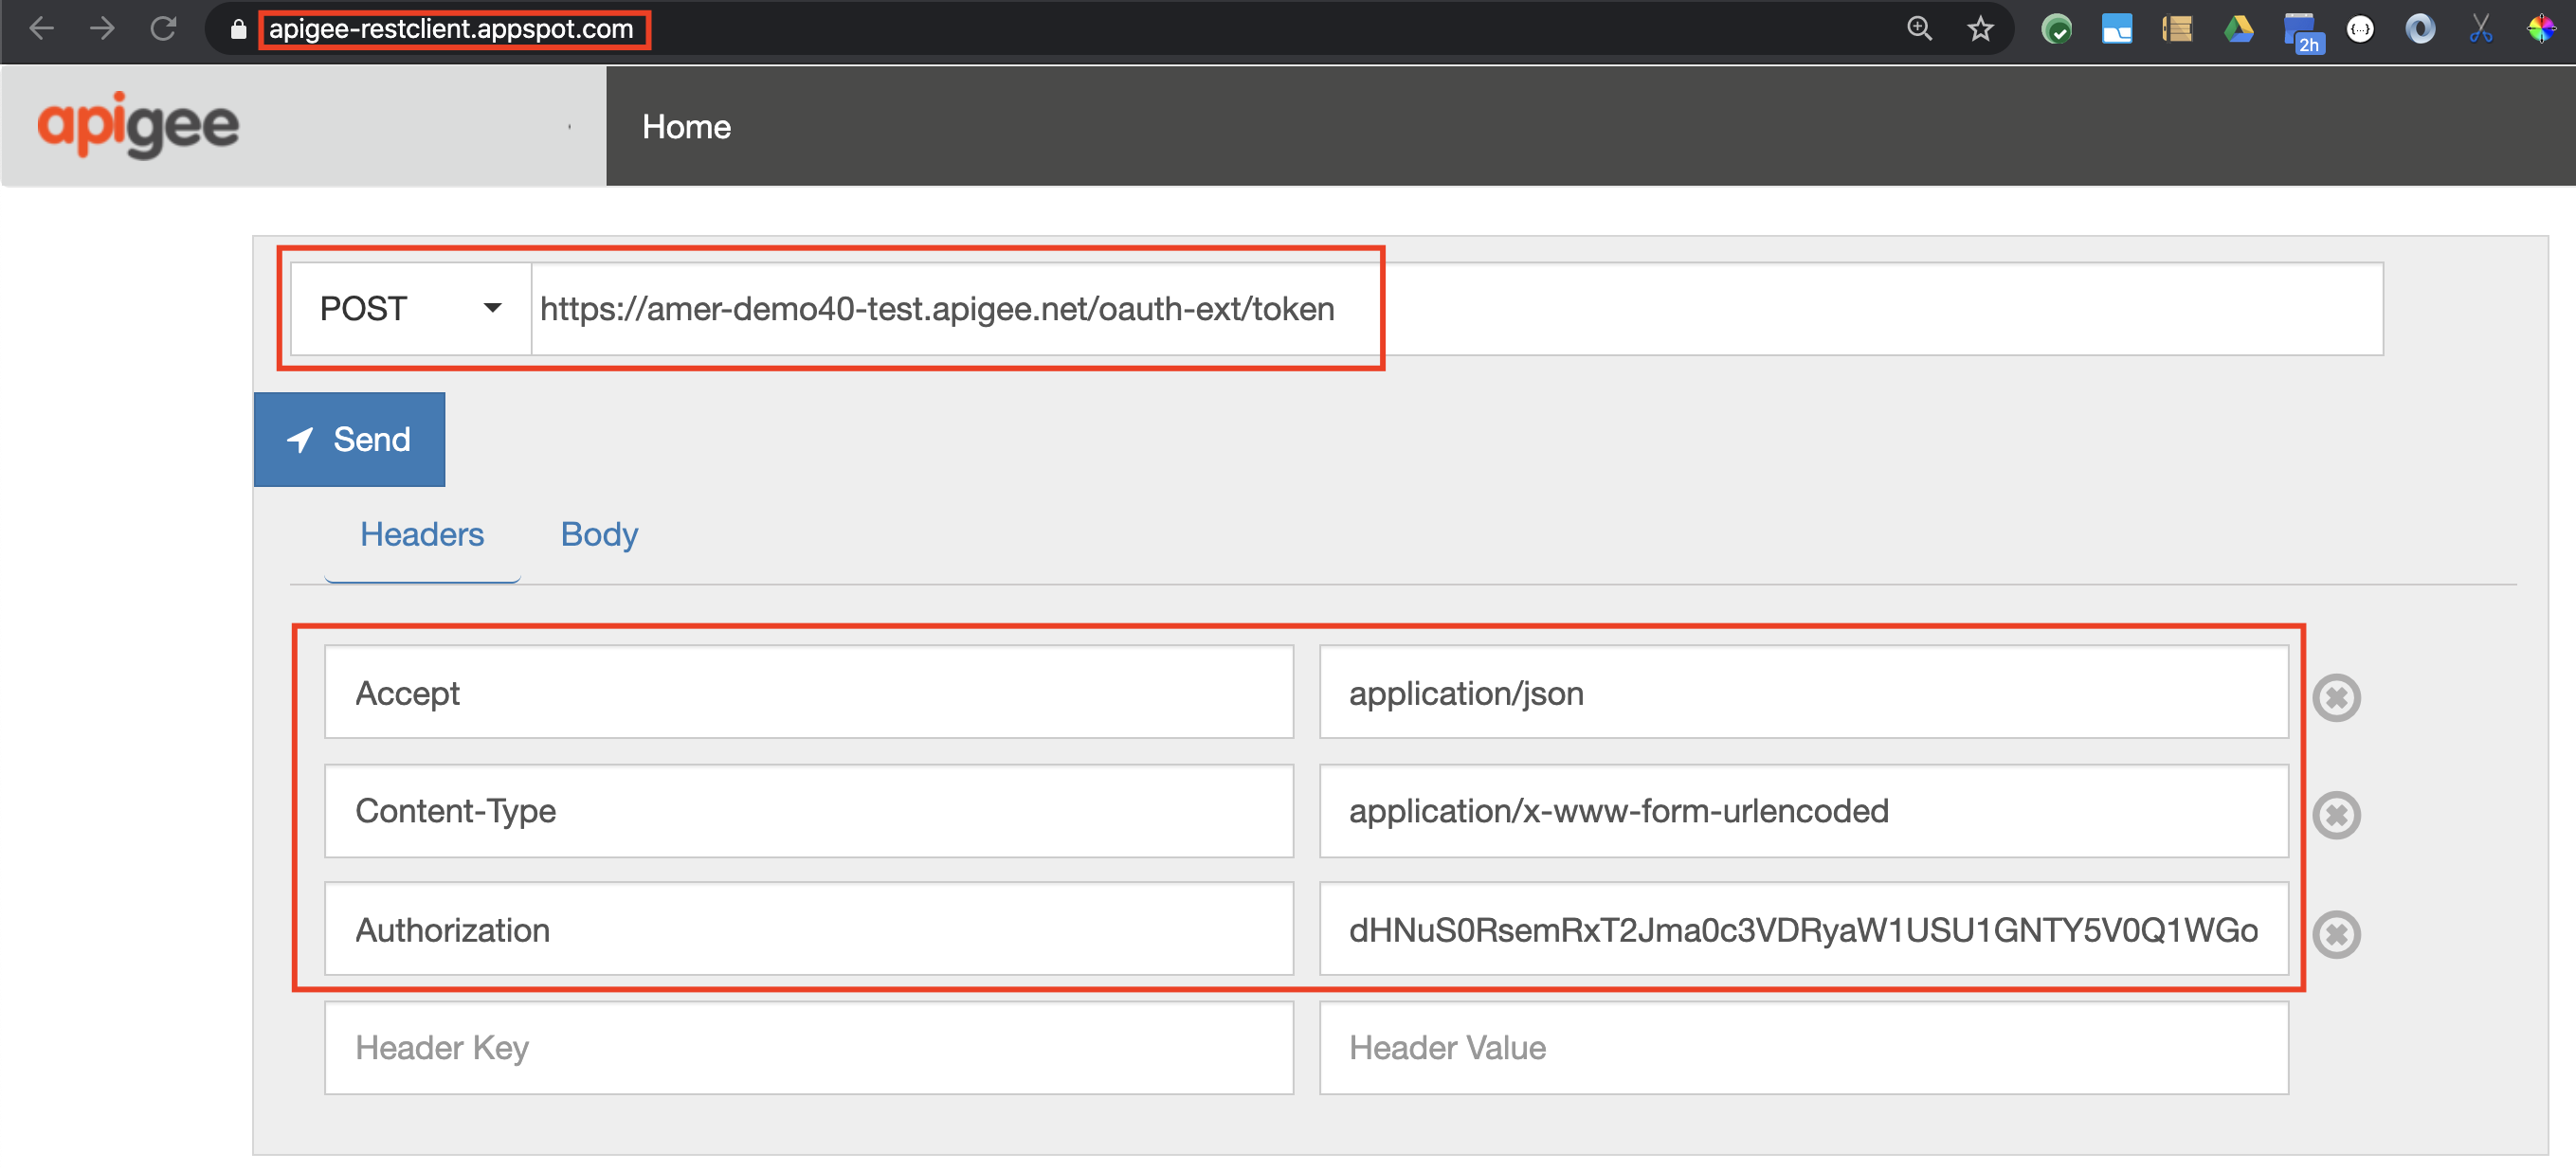 apigee-restclient.appspot.com
2h
apigee
Home
POST
https://amer-demo40-test.apigee.net/oauth-ext/token
Send
Headers
Body
Accept
application/json
Content-Type
application/x-www-form-urlencoded
Authorization
dHNuS0RsemRxT2Jma0c3VDRyaW1USU1GNTY5V0Q1WGo
Header Key
Header Value